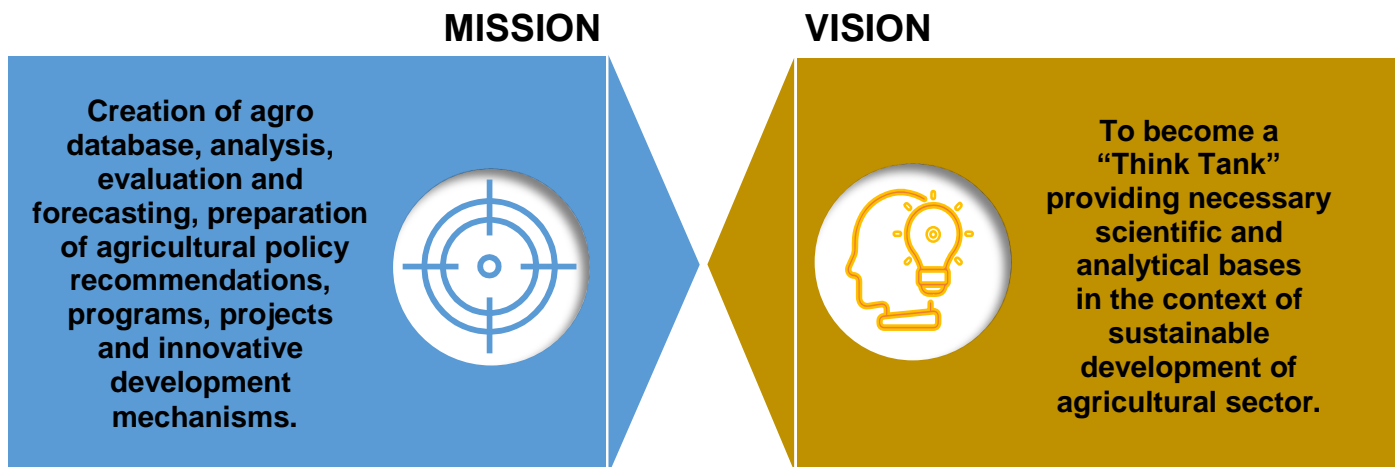 MISSION
Creation of agro
database, analysis,
evaluation and
forecasting, preparation
of agricultural policy
recommendations,
programs, projects
and innovative
development
mechanisms.
VISION
To become a
“Think Tank”
providing necessary
scientific and
analytical bases
in the context of
sustainable
development of
agricultural sector.